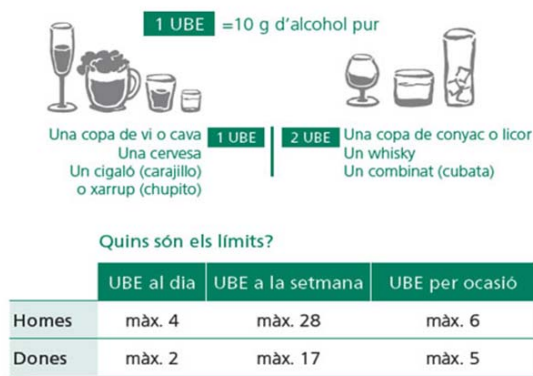 1 UBE =10 g d’alcohol pur
Una copa de vi o cava
Una cervesa
Un cigaló (carajillo)
o xarrup (chupito)
1 UBE
2 UBE
Una copa de conyac o licor
Un whisky
Un combinat (cubata)
Quins són els límits?
UBE al dia UBE a la setmana UBE per ocasió
Homes màx. 4 màx. 28 màx. 6
Dones màx. 2 màx. 17 màx. 5